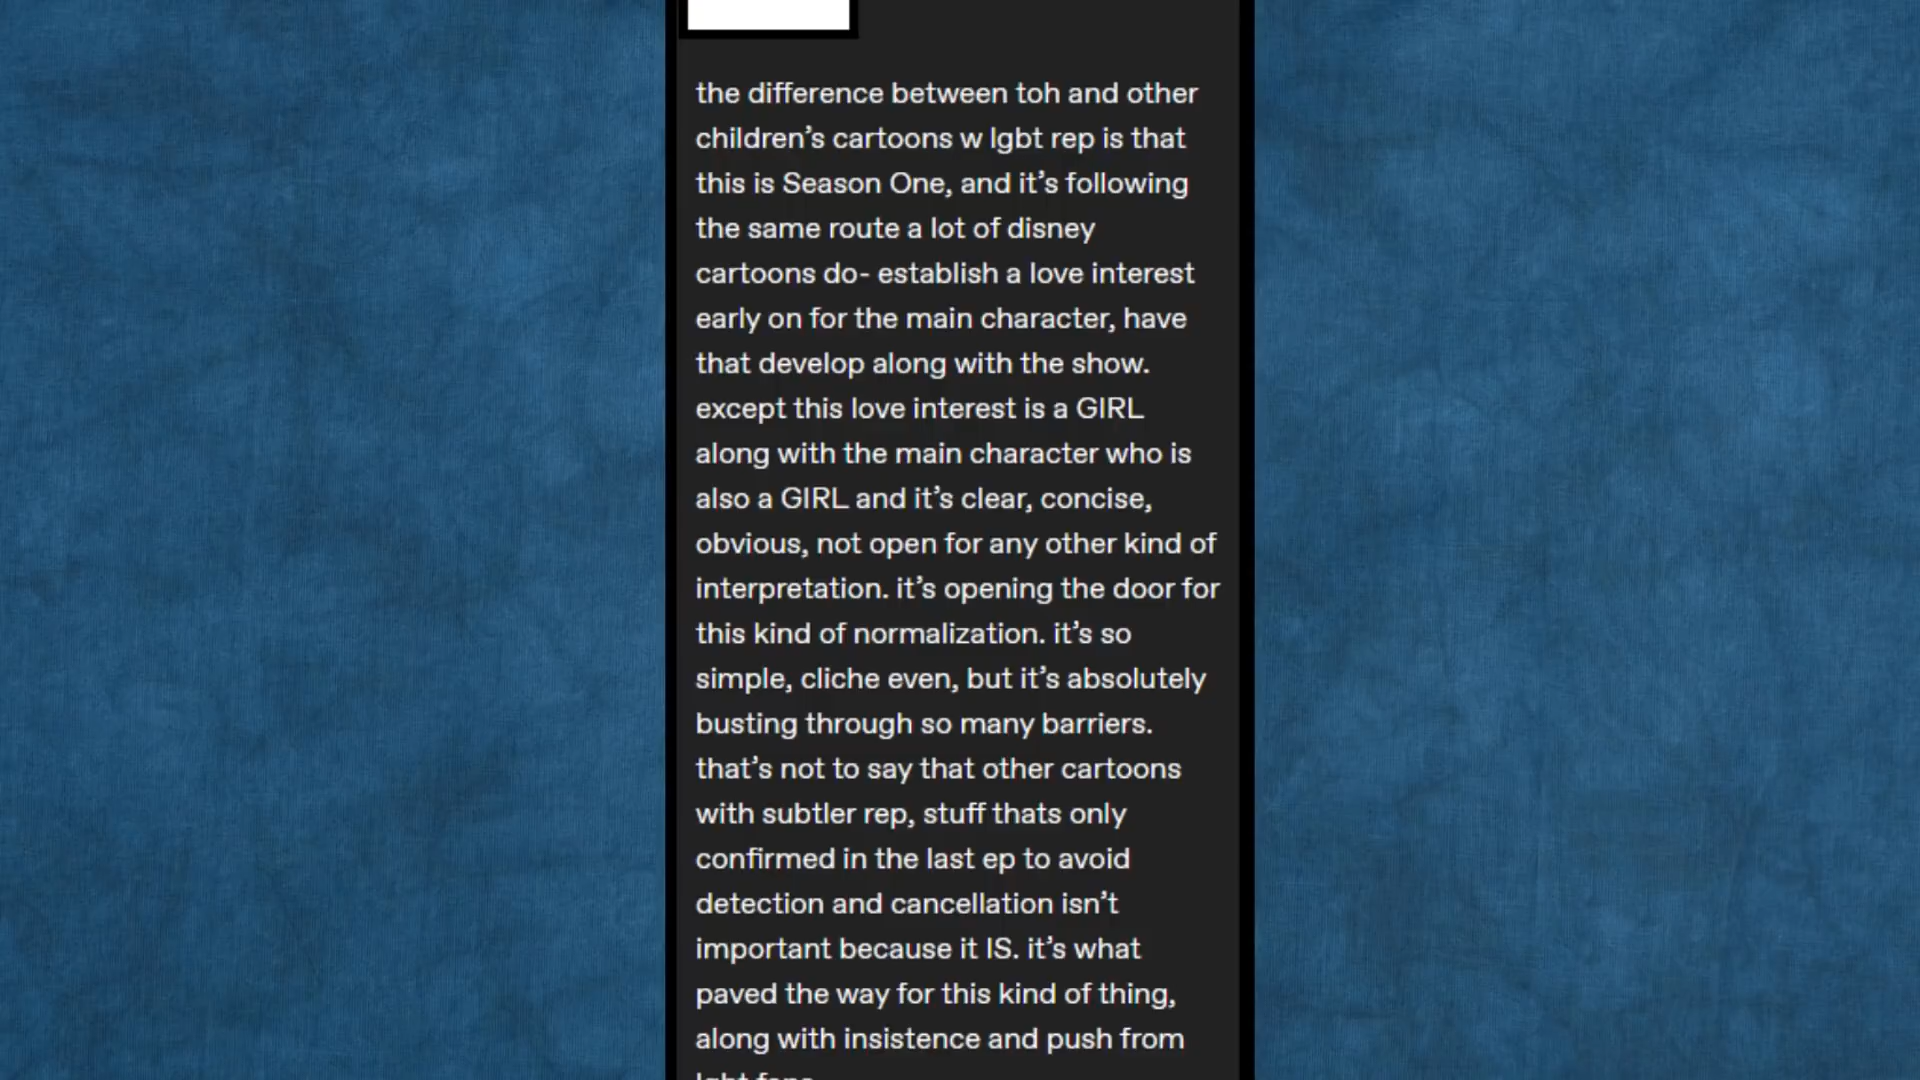 the difference between toh and other
children’s cartoons w lgbt rep is that
this is Season One, and it’s following
the same route a lot of disney
cartoons do- establish a love interest
early on for the main character, have
that develop along with the show.
except this love interest is a GIRL
along with the main character who is
also a GIRL and it’s clear, concise,
obvious, not open for any other kind of
interpretation. it’s opening the door for
this kind of normalization. it’s so
simple, cliche even, but it’s absolutely
busting through so many barriers.
that’s not to say that other cartoons
with subtler rep, stuff thats only
confirmed in the last ep to avoid
detection and cancellation isn’t
important because it IS. it’s what
paved the way for this kind of thing,
along with insistence and push from